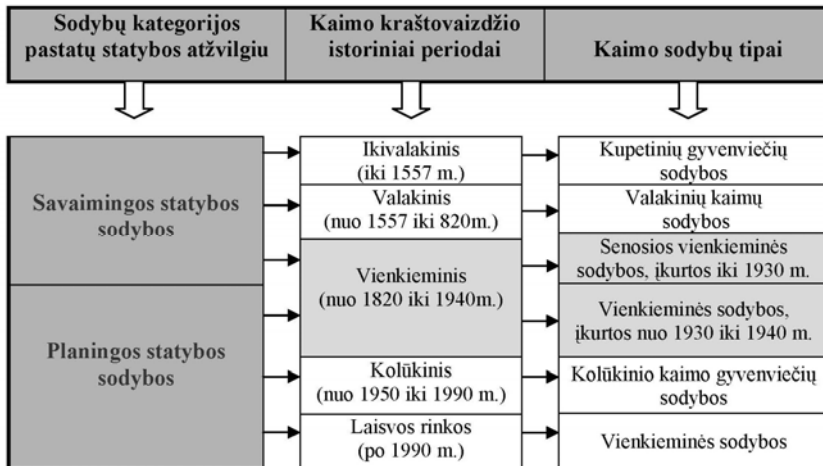 Sodybų kategorijos
pastatų statybos atžvilgiu
Kaimo kraštovaizdžio
istoriniai periodai
Kaimo sodybų tipai
Savaimingos statybos
sodybos
Planingos statybos
sodybos
Ikivalakinis
(iki 1557 m.)
Valakinis
(nuo 1557 iki 820m.)
Vienkieminis
(nuo 1820 iki 1940m.)
Kolūkinis
(nuo 1950 iki 1990 m.)
Laisvos rinkos
(po 1990 m.)
Kupetinių gyvenviečių
sodybos
Valakinių kaimų
sodybos
Senosios vienkieminės
sodybos, įkurtos iki 1930 m.
Vienkieminės sodybos,
įkurtos nuo 1930 iki 1940 m.
Kolūkinio kaimo gyvenviečių
sodybos
Vienkieminės sodybos